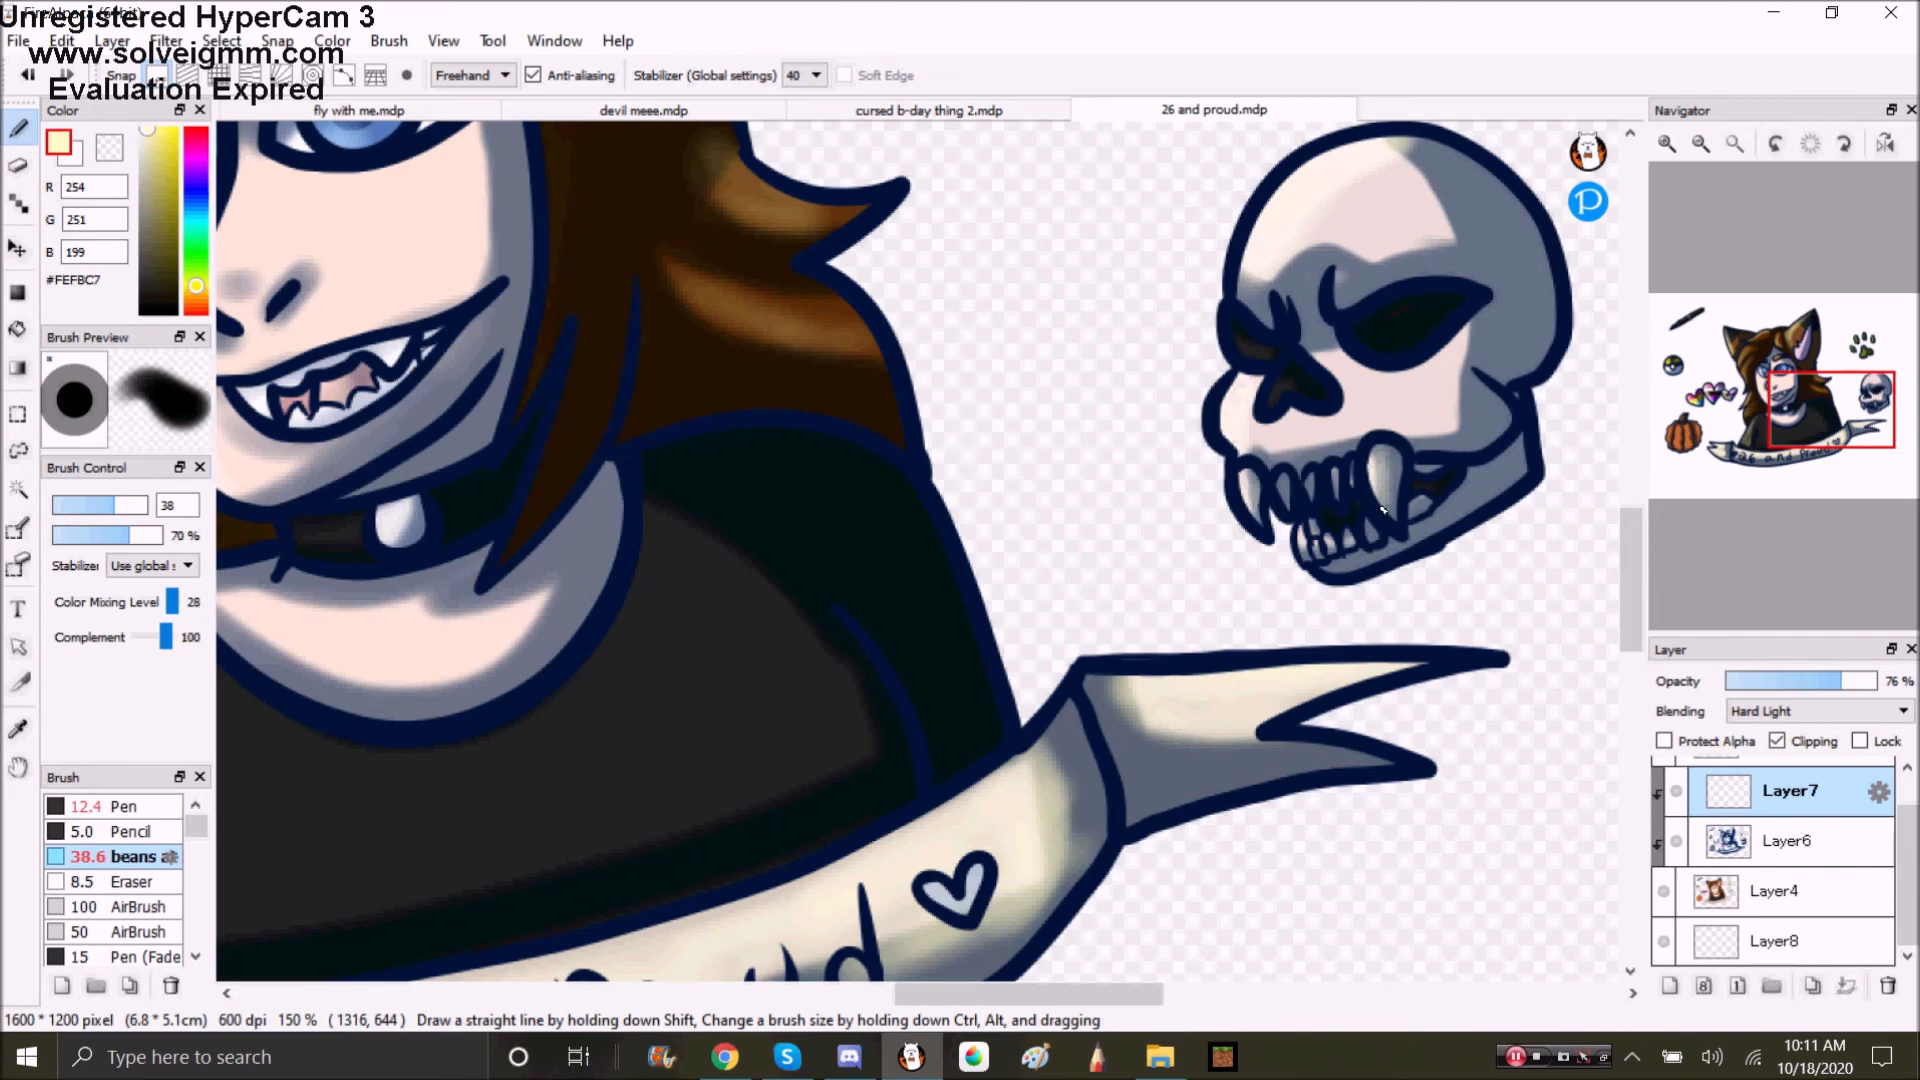 Unregistered HyperCam 3
www.solveigmm.com
Evaluation Expired
File Edit Layer Filter Select Snap Color Brush View Tool Window Help
Snap Freehand Anti-aliasing Stabilizer (Global settings) 40 Soft Edge
Color
fly with me.mdp devil meee.mdp cursed b-day thing 2.mdp 26 and proud.mdp
Navigator
R 254
G 251
B 199
#FEFBC7
Brush Preview
Brush Control
38
70 %
Stabilizer Use global s
Color Mixing Level 28
Complement 100
Brush
12.4 Pen
5.0 Pencil
38.6 beans a
8.5 Eraser
100 AirBrush
50 AirBrush
15 Pen (Fade
26 and Proud
Layer
Opacity 76 %
Blending Hard Light
Protect Alpha Clipping Lock
Layer7
Layer6
Layer4
Layer8
1600 * 1200 pixel (6.8 * 5.1cm) 600 dpi 150 % ( 1316, 644 ) Draw a straight line by holding down Shift, Change a brush size by holding down Ctrl, Alt, and dragging
Type here to search
10:11 AM
10/18/2020